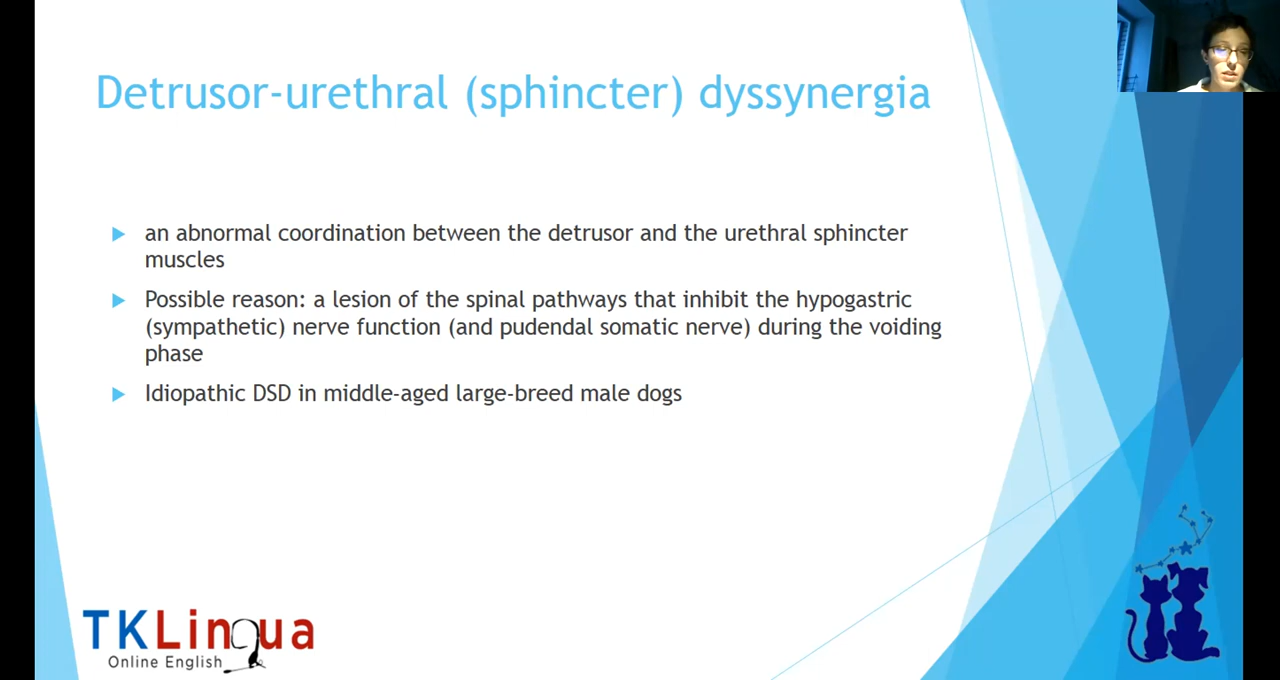 Detrusor-urethral (sphincter) dyssynergia
an abnormal coordination between the detrusor and the urethral sphincter
muscles
Possible reason: a lesion of the spinal pathways that inhibit the hypogastric
(sympathetic) nerve function (and pudendal somatic nerve) during the voiding
phase
Idiopathic DSD in middle-aged large-breed male dogs
TKLingua
Online English